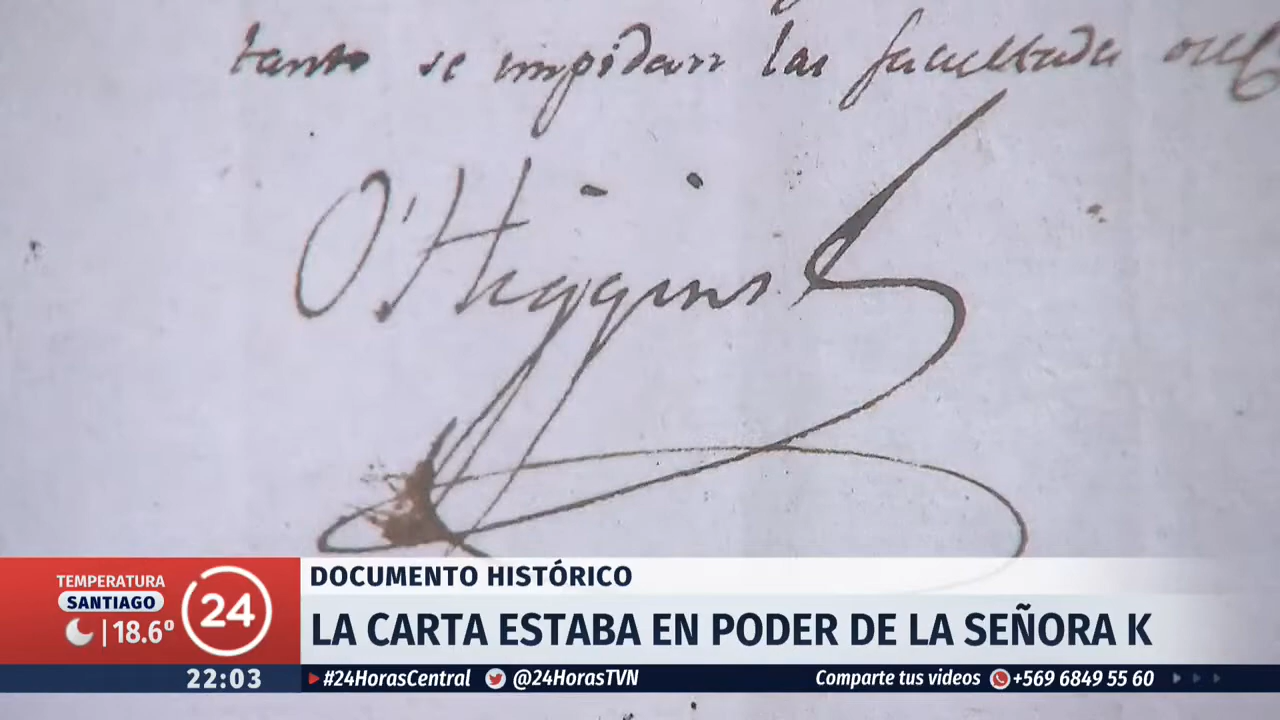 tanto se impidan las facultades
O'Higgins
DOCUMENTO HISTÓRICO
LA CARTA ESTABA EN PODER DE LA SEÑORA K
TEMPERATURA
SANTIAGO
18.6º
24
22:03
#24HorasCentral @24HorasTVN Comparte tus videos +569 6849 55 60